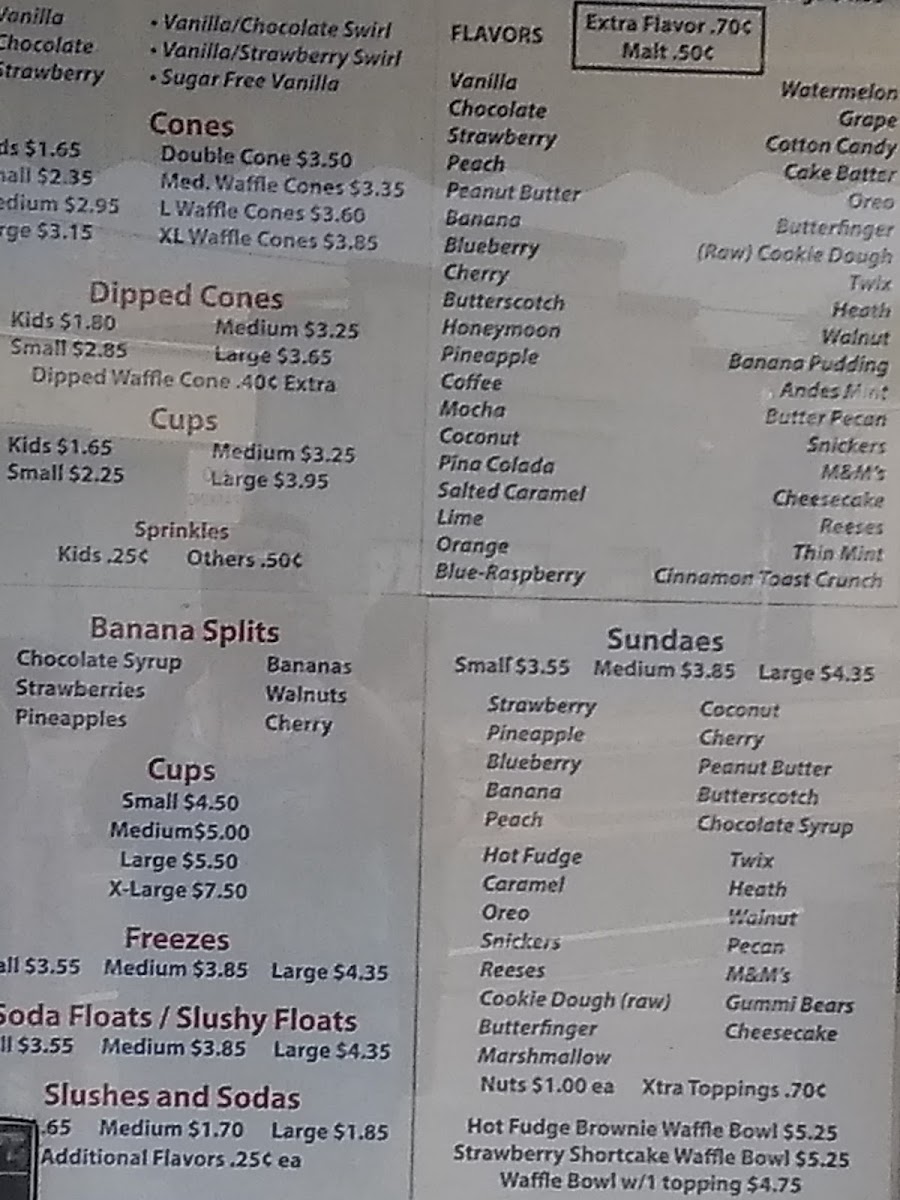 Vanilla
Chocolate
Strawberry
• Vanilla/Chocolate Swirl
• Vanilla/Strawberry Swirl
• Sugar Free Vanilla
Cones
ds $1.65
all $2.35
edium $2.95
rge $3.15
Double Cone $3.50
Med. Waffle Cones $3.35
L Waffle Cones $3.60
XL Waffle Cones $3.85
Dipped Cones
Kids $1.80 Medium $3.25
Small $2.85 Large $3.65
Dipped Waffle Cone .40¢ Extra
Cups
Kids $1.65 Medium $3.25
Small $2.25 Large $3.95
Sprinkles
Kids .25¢ Others .50¢
FLAVORS
Extra Flavor .70¢
Malt .50¢
Vanilla
Chocolate
Strawberry
Peach
Peanut Butter
Banana
Blueberry
Cherry
Butterscotch
Honeymoon
Pineapple
Coffee
Mocha
Coconut
Pina Colada
Salted Caramel
Lime
Orange
Blue-Raspberry
Watermelon
Grape
Cotton Candy
Cake Batter
Oreo
Butterfinger
(Raw) Cookie Dough
Twix
Heath
Walnut
Banana Pudding
Andes Mint
Butter Pecan
Snickers
M&M's
Cheesecake
Reeses
Thin Mint
Cinnamon Toast Crunch
Banana Splits
Chocolate Syrup Bananas
Strawberries Walnuts
Pineapples Cherry
Cups
Small $4.50
Medium$5.00
Large $5.50
X-Large $7.50
Freezes
all $3.55 Medium $3.85 Large $4.35
Soda Floats / Slushy Floats
ll $3.55 Medium $3.85 Large $4.35
Slushes and Sodas
.65 Medium $1.70 Large $1.85
Additional Flavors .25¢ ea
Sundaes
Small $3.55 Medium $3.85 Large $4.35
Strawberry Coconut
Pineapple Cherry
Blueberry Peanut Butter
Banana Butterscotch
Peach Chocolate Syrup
Hot Fudge Twix
Caramel Heath
Oreo Walnut
Snickers Pecan
Reeses M&M's
Cookie Dough (raw) Gummi Bears
Butterfinger Cheesecake
Marshmallow
Nuts $1.00 ea Xtra Toppings .70¢
Hot Fudge Brownie Waffle Bowl $5.25
Strawberry Shortcake Waffle Bowl $5.25
Waffle Bowl w/1 topping $4.75